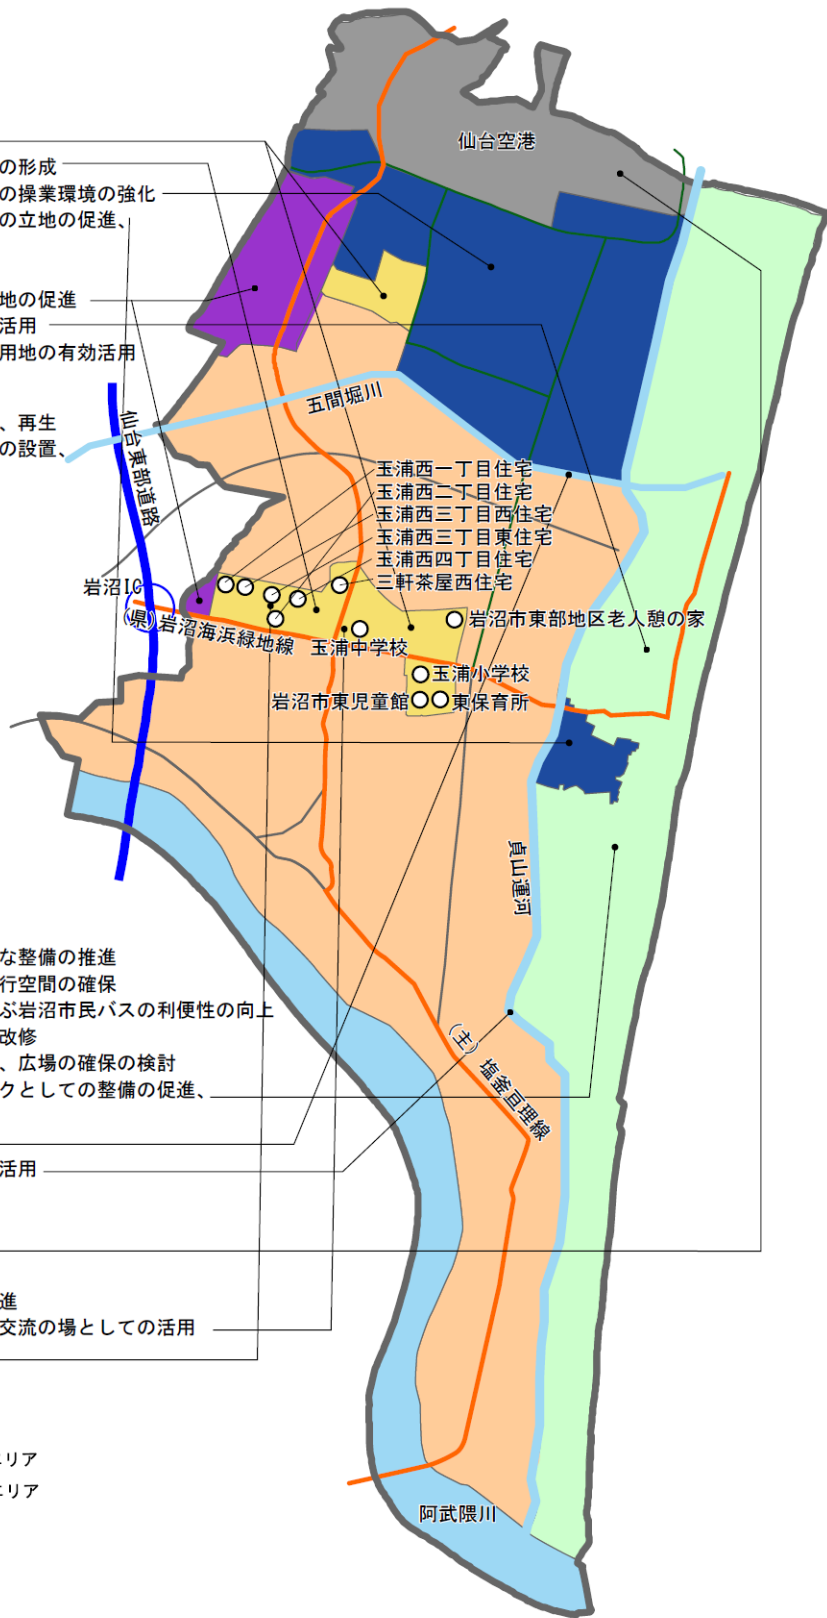 仙台空港
の形成
の操業環境の強化
の立地の促進、
地の促進
活用
用地の有効活用
五間堀川
、再生
の設置、
仙台東部道路
玉浦西一丁目住宅
玉浦西二丁目住宅
玉浦西三丁目西住宅
玉浦西三丁目東住宅
玉浦西四丁目住宅
三軒茶屋西住宅
岩沼IC
(県)岩沼海浜緑地線
岩沼市東部地区老人憩の家
玉浦中学校
玉浦小学校
岩沼市東児童館
東保育所
貞山運河
な整備の推進
行空間の確保
ぶ岩沼市民バスの利便性の向上
改修
、広場の確保の検討
クとしての整備の促進、
(主)塩釜亘理線
活用
進
交流の場としての活用
エリア
エリア
阿武隈川